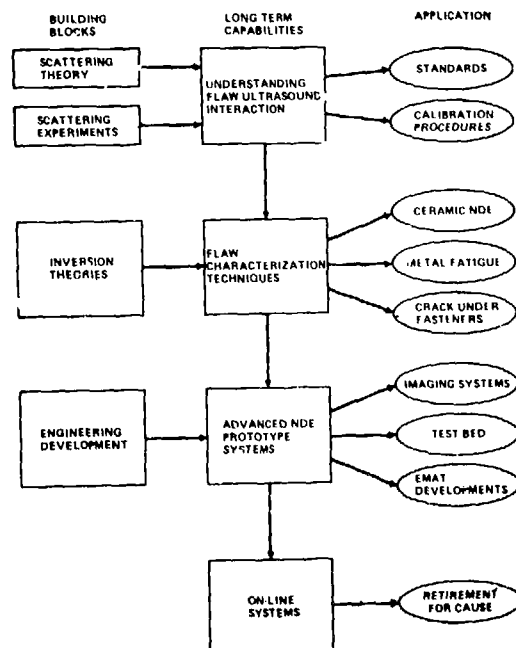 BUILDING
BLOCKS
LONG TERM
CAPABILITIES
APPLICATION
SCATTERING
THEORY
SCATTERING
EXPERIMENTS
UNDERSTANDING
FLAW ULTRASOUND
INTERACTION
STANDARDS
CALIBRATION
PROCEDURES
INVERSION
THEORIES
FLAW
CHARACTERIZATION
TECHNIQUES
CERAMIC NDE
METAL FATIGUE
CRACK UNDER
FASTENERS
ENGINEERING
DEVELOPMENT
ADVANCED NDE
PROTOTYPE
SYSTEMS
IMAGING SYSTEMS
TEST BED
EMAT DEVELOPMENTS
ON-LINE
SYSTEMS
RETIREMENT
FOR CAUSE